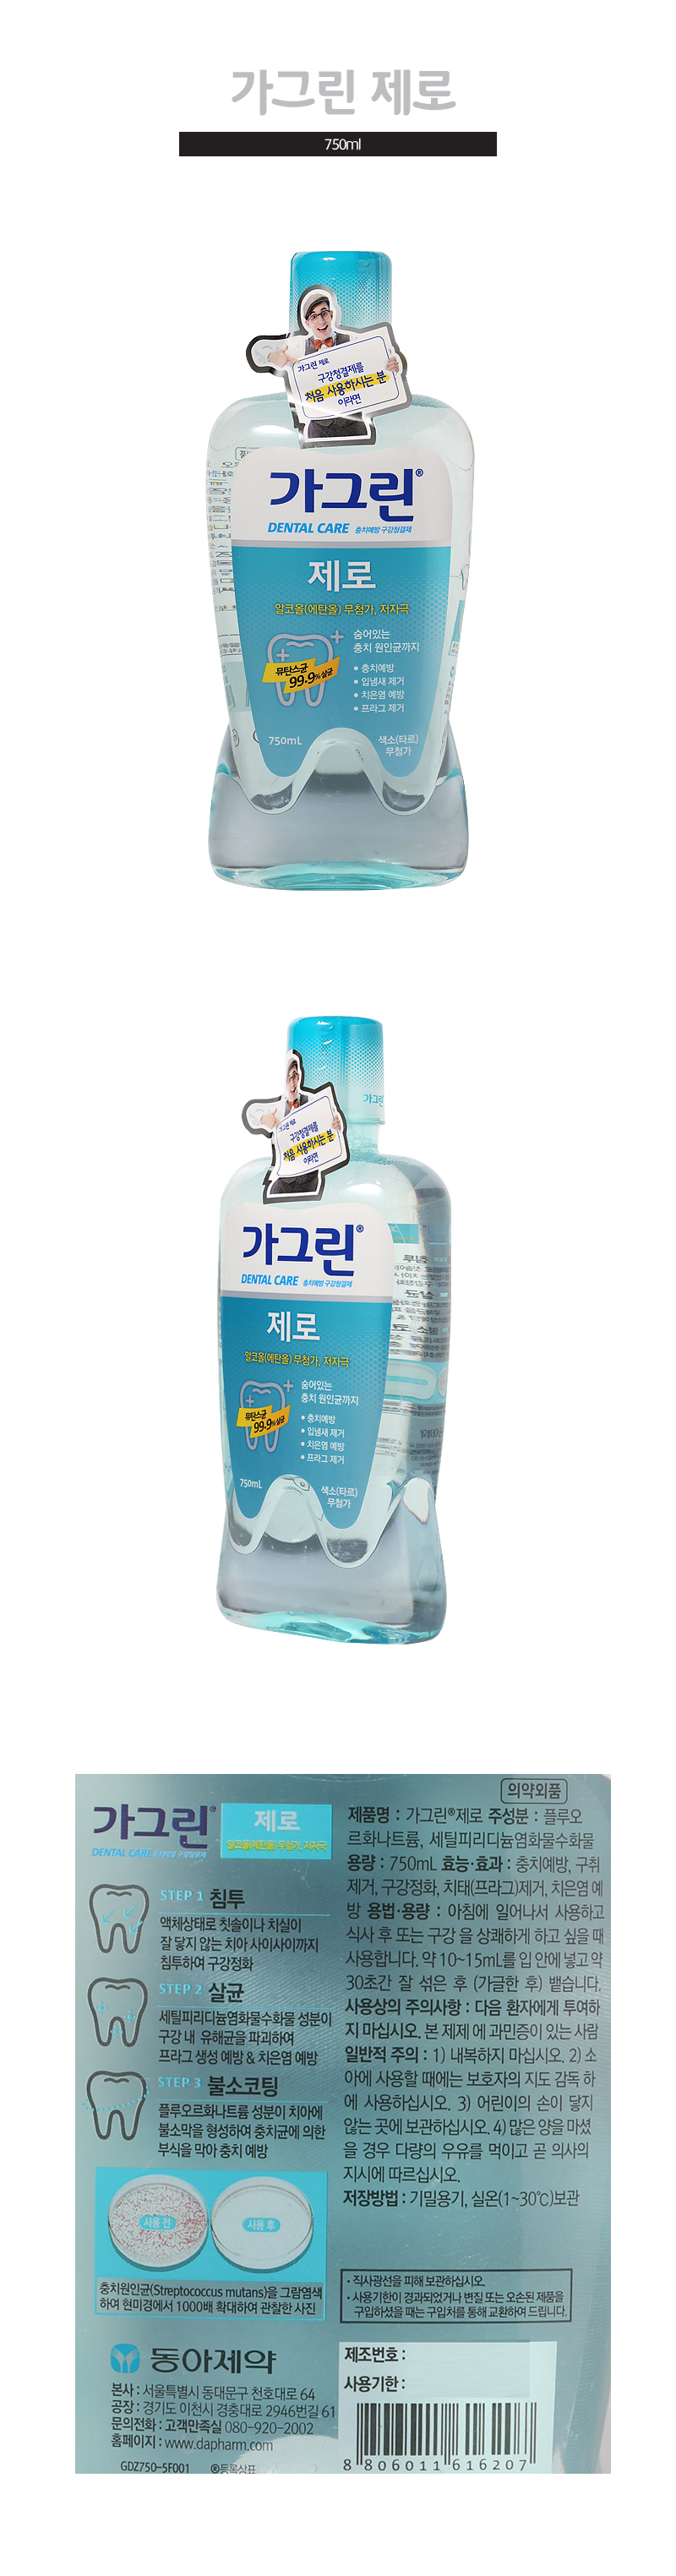 가그린 제로
750ml
가그린 제로
구강청결제를
처음 사용하시는 분
이라면
가그린®
DENTAL CARE 충치예방 구강청결제
제로
알코올(에탄올) 무첨가, 저자극
숨어있는
충치 원인균까지
뮤탄스균
99.9% 살균
• 충치예방
• 입냄새 제거
• 치은염 예방
• 프라그 제거
750mL
색소(타르)
무첨가
가그린
가그린 제로
구강청결제를
처음 사용하시는 분
이라면
가그린®
DENTAL CARE 충치예방 구강청결제
제로
알코올(에탄올) 무첨가, 저자극
숨어있는
충치 원인균까지
뮤탄스균
99.9% 살균
• 충치예방
• 입냄새 제거
• 치은염 예방
• 프라그 제거
750mL
색소(타르)
무첨가
가그린®
DENTAL CARE 충치예방 구강청결제
제로
알코올(에탄올) 무첨가, 저자극
STEP 1 침투
액체상태로 칫솔이나 치실이
잘 닿지 않는 치아 사이사이까지
침투하여 구강정화
STEP 2 살균
세틸피리디늄염화물수화물 성분이
구강 내 유해균을 파괴하여
프라그 생성 예방 & 치은염 예방
STEP 3 불소코팅
플루오르화나트륨 성분이 치아에
불소막을 형성하여 충치균에 의한
부식을 막아 충치 예방
사용 전
사용 후
충치원인균(Streptococcus mutans)을 그람염색
하여 현미경에서 1000배 확대하여 관찰한 사진
동아제약
본사 : 서울특별시 동대문구 천호대로 64
공장 : 경기도 이천시 경충대로 2946번길 61
문의전화 : 고객만족실 080-920-2002
홈페이지 : www.dapharm.com
GDZ750-5F001 ®등록상표
의약외품
제품명 : 가그린®제로 주성분 : 플루오
르화나트륨, 세틸피리디늄염화물수화물
용량 : 750mL 효능·효과 : 충치예방, 구취
제거, 구강정화, 치태(프라그)제거, 치은염 예
방 용법·용량 : 아침에 일어나서 사용하고
식사 후 또는 구강 을 상쾌하게 하고 싶을 때
사용합니다. 약 10~15mL를 입 안에 넣고 약
30초간 잘 섞은 후 (가글한 후) 뱉습니다.
사용상의 주의사항 : 다음 환자에게 투여하
지 마십시오. 본 제제 에 과민증이 있는 사람
일반적 주의 : 1) 내복하지 마십시오. 2) 소
아에 사용할 때에는 보호자의 지도 감독 하
에 사용하십시오. 3) 어린이의 손이 닿지
않는 곳에 보관하십시오. 4) 많은 양을 마셨
을 경우 다량의 우유를 먹이고 곧 의사의
지시에 따르십시오.
저장방법 : 기밀용기, 실온(1~30℃)보관
· 직사광선을 피해 보관하십시오.
· 사용기한이 경과되었거나 변질 또는 오손된 제품을
구입하셨을 때는 구입처를 통해 교환하여 드립니다.
제조번호 :
사용기한 :
8 806011 616207